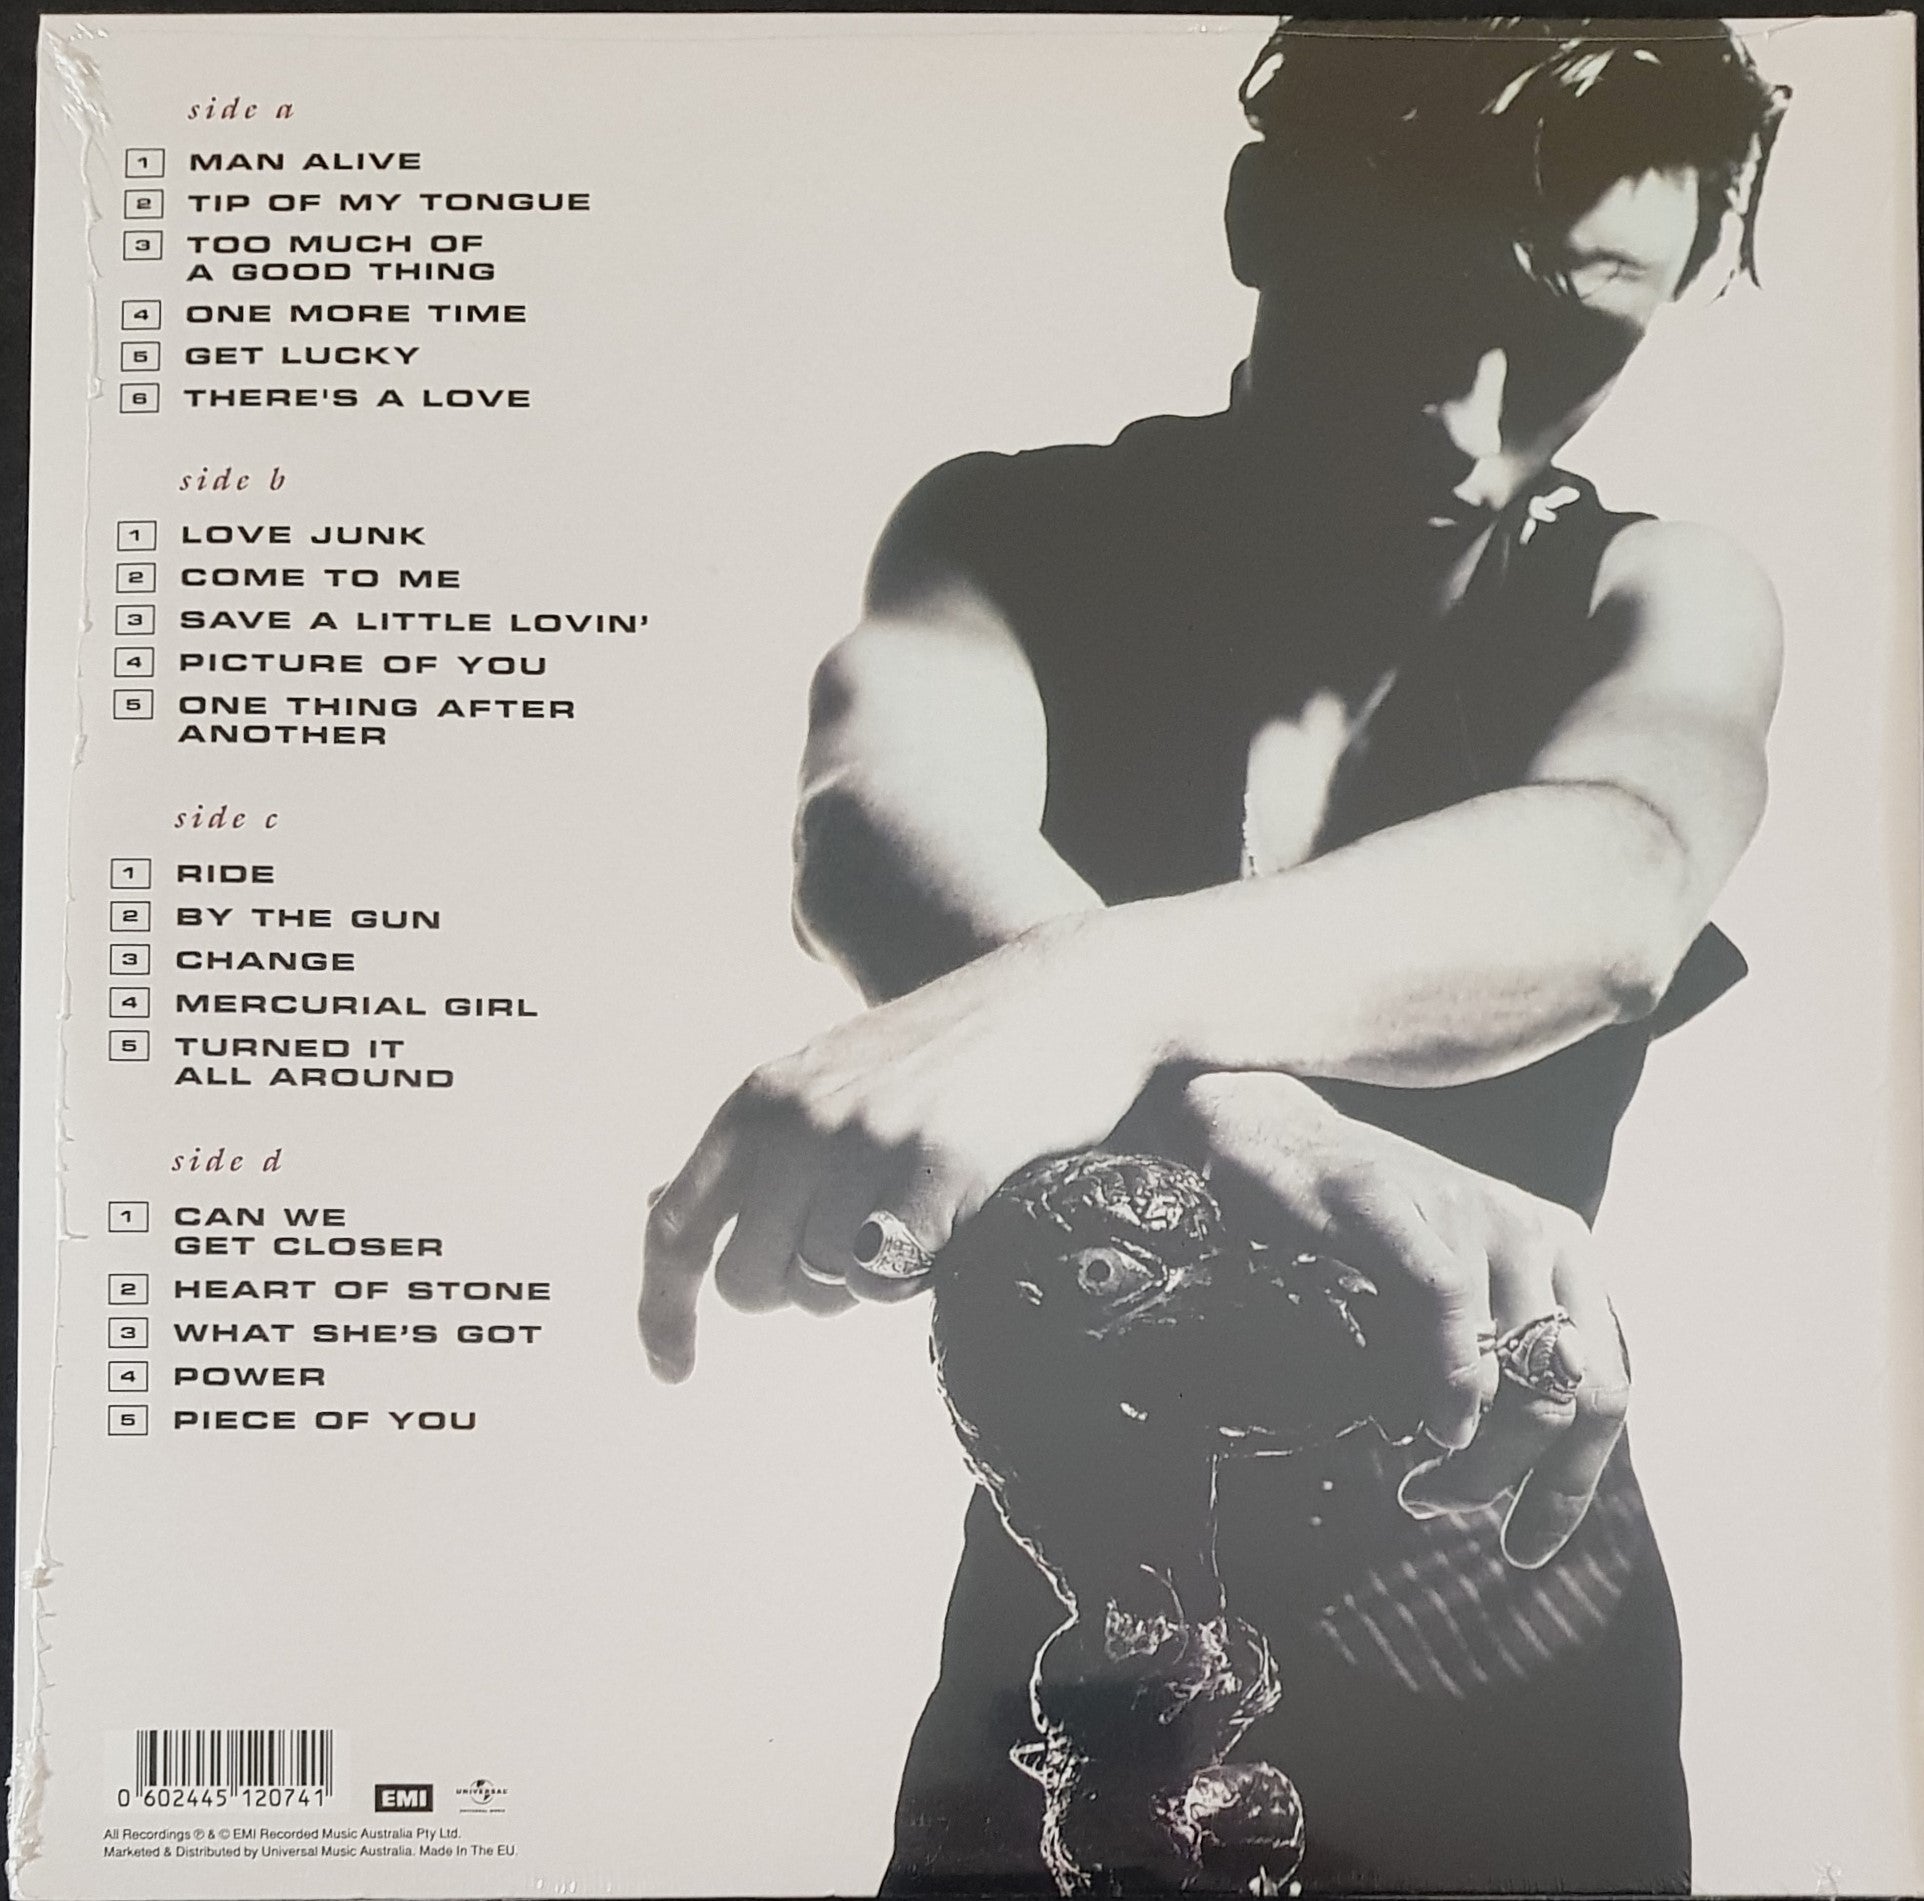 side a
1 MAN ALIVE
2 TIP OF MY TONGUE
3 TOO MUCH OF
A GOOD THING
4 ONE MORE TIME
5 GET LUCKY
6 THERE'S A LOVE
side b
1 LOVE JUNK
2 COME TO ME
3 SAVE A LITTLE LOVIN'
4 PICTURE OF YOU
5 ONE THING AFTER
ANOTHER
side c
1 RIDE
2 BY THE GUN
3 CHANGE
4 MERCURIAL GIRL
5 TURNED IT
ALL AROUND
side d
1 CAN WE
GET CLOSER
2 HEART OF STONE
3 WHAT SHE'S GOT
4 POWER
5 PIECE OF YOU
0 602445 120741
EMI
UNIVERSAL
All Recordings ℗ & © EMI Recorded Music Australia Pty Ltd.
Marketed & Distributed by Universal Music Australia. Made In The EU.